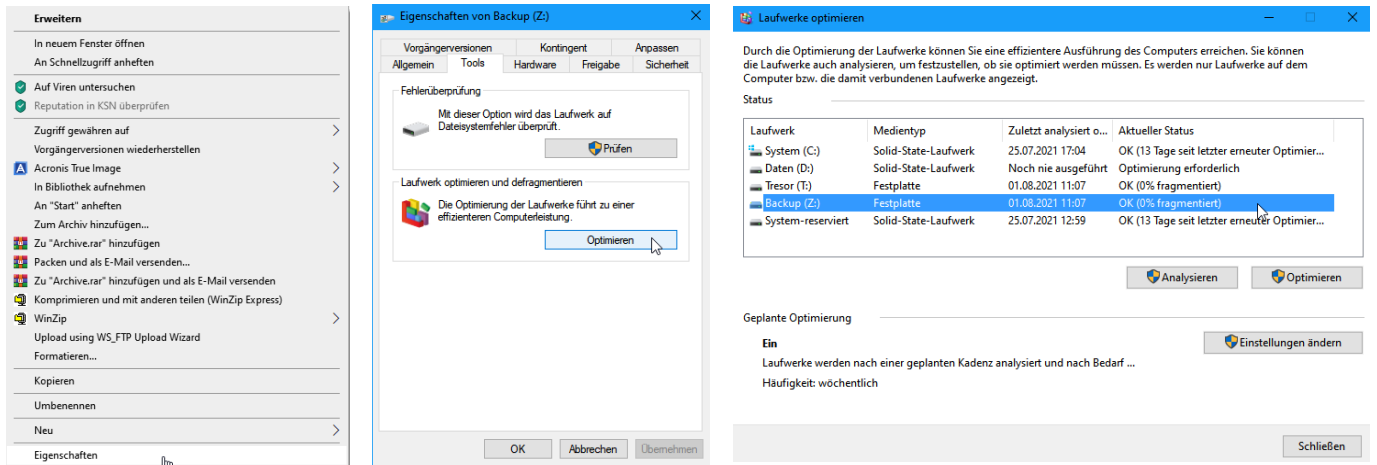 Erweitern
In neuem Fenster öffnen
An Schnellzugriff anheften
Auf Viren untersuchen
Reputation in KSN überprüfen
Zugriff gewähren auf
Vorgängerversionen wiederherstellen
Acronis True Image
In Bibliothek aufnehmen
An "Start" anheften
Zum Archiv hinzufügen...
Zu "Archive.rar" hinzufügen
Packen und als E-Mail versenden...
Zu "Archive.rar" hinzufügen und als E-Mail versenden
Komprimieren und mit anderen teilen (WinZip Express)
WinZip
Upload using WS_FTP Upload Wizard
Formatieren...
Kopieren
Umbenennen
Neu
Eigenschaften
Eigenschaften von Backup (Z:)
Vorgängerversionen Kontingent Anpassen
Allgemein Tools Hardware Freigabe Sicherheit
Fehlerüberprüfung
Mit dieser Option wird das Laufwerk auf
Dateisystemfehler überprüft.
Prüfen
Laufwerk optimieren und defragmentieren
Die Optimierung der Laufwerke führt zu einer
effizienteren Computerleistung.
Optimieren
OK Abbrechen Übernehmen
Laufwerke optimieren
Durch die Optimierung der Laufwerke können Sie eine effizientere Ausführung des Computers erreichen. Sie können
die Laufwerke auch analysieren, um festzustellen, ob sie optimiert werden müssen. Es werden nur Laufwerke auf dem
Computer bzw. die damit verbundenen Laufwerke angezeigt.
Status
Laufwerk Medientyp Zuletzt analysiert o... Aktueller Status
System (C:) Solid-State-Laufwerk 25.07.2021 17:04 OK (13 Tage seit letzter erneuter Optimier...
Daten (D:) Solid-State-Laufwerk Noch nie ausgeführt Optimierung erforderlich
Tresor (T:) Festplatte 01.08.2021 11:07 OK (0% fragmentiert)
Backup (Z:) Festplatte 01.08.2021 11:07 OK (0% fragmentiert)
System-reserviert Solid-State-Laufwerk 25.07.2021 12:59 OK (13 Tage seit letzter erneuter Optimier...
Analysieren Optimieren
Geplante Optimierung
Ein
Einstellungen ändern
Laufwerke werden nach einer geplanten Kadenz analysiert und nach Bedarf ...
Häufigkeit: wöchentlich
Schließen